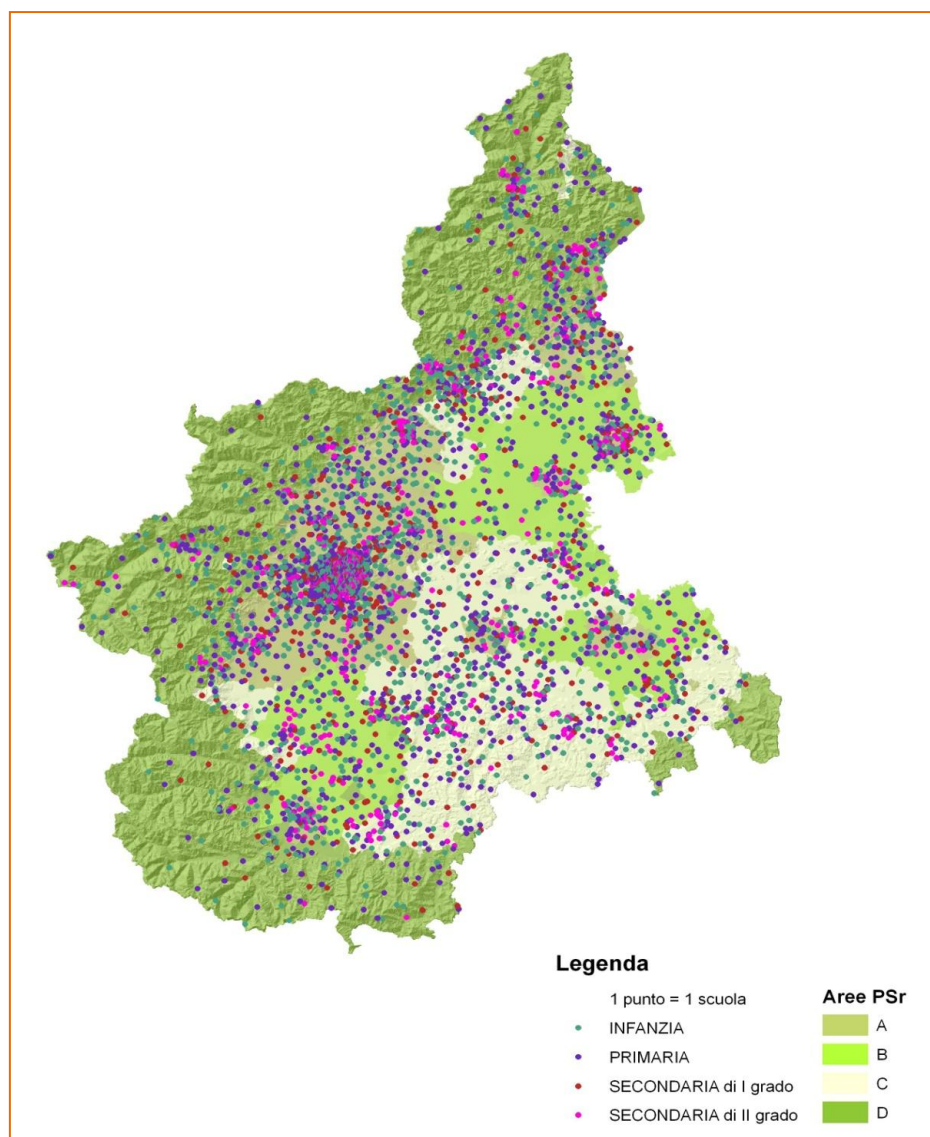 Legenda
1 punto = 1 scuola
INFANZIA
PRIMARIA
SECONDARIA di I grado
SECONDARIA di II grado
Aree PSr
A
B
C
D